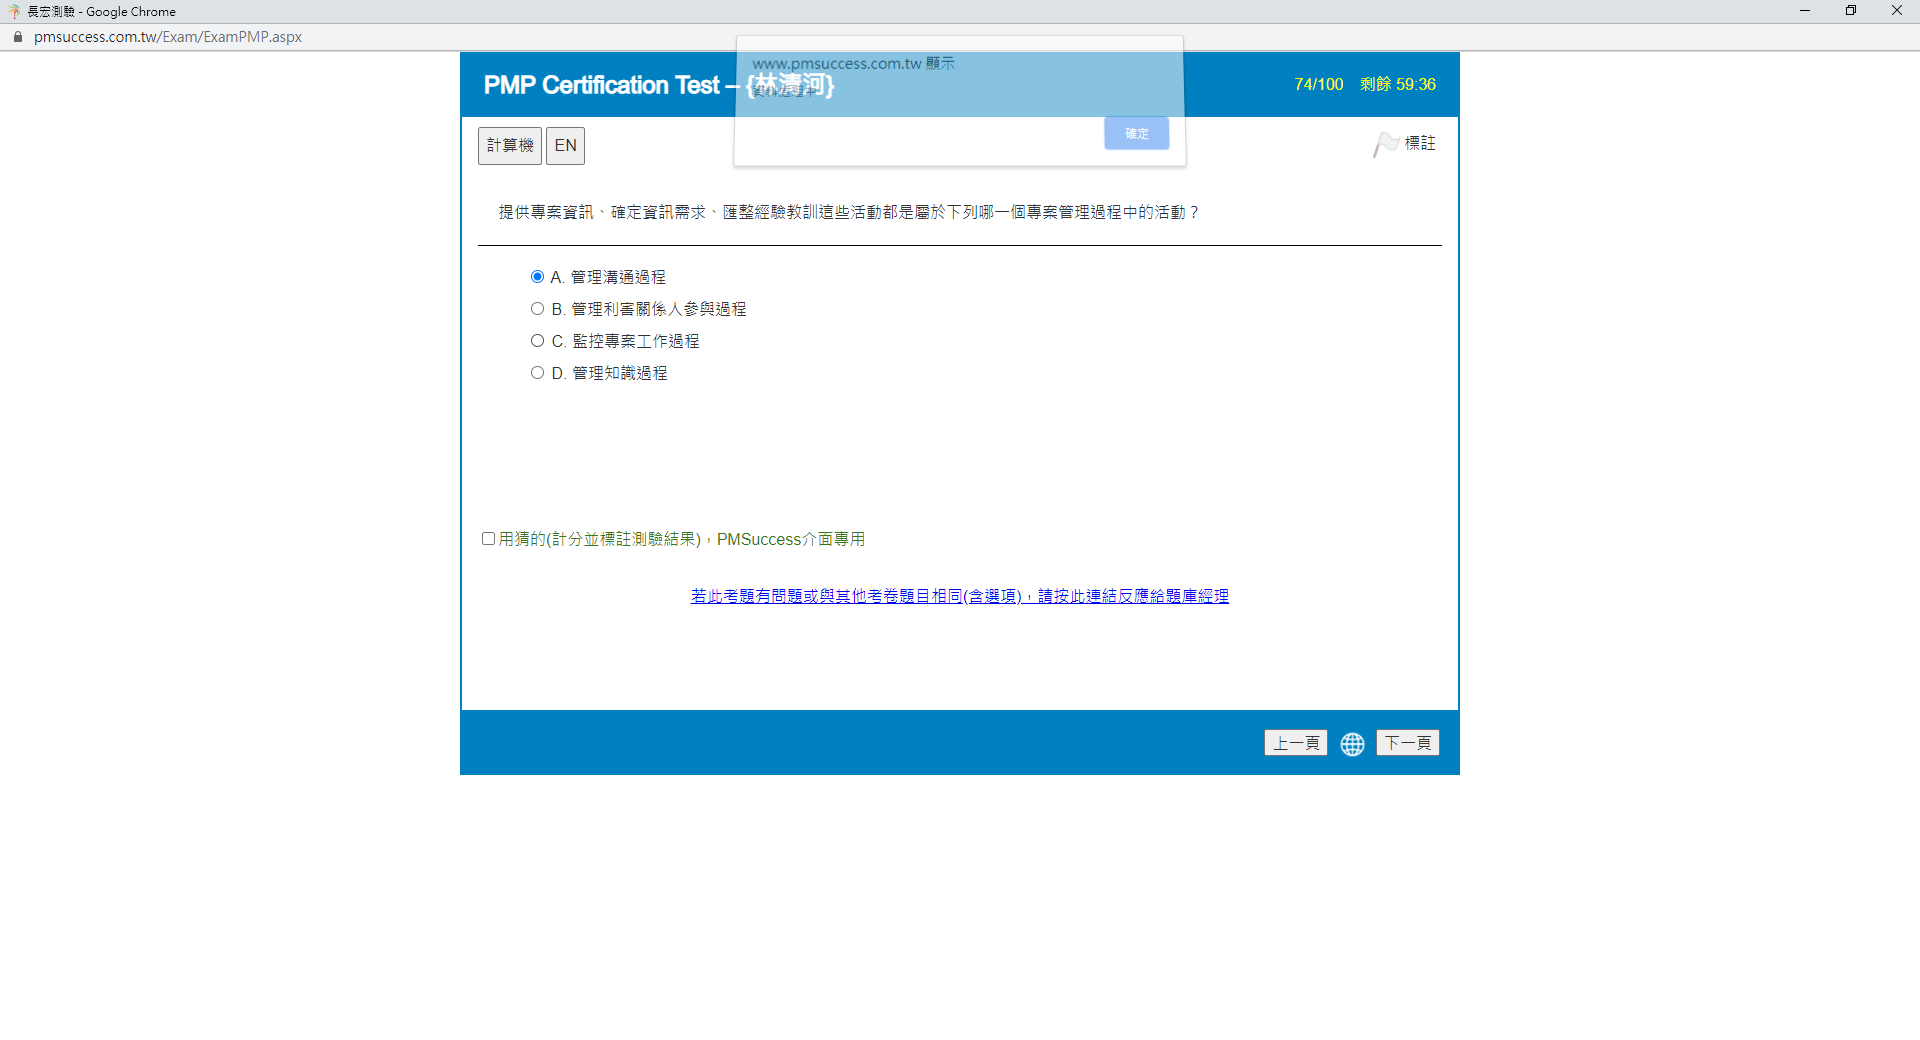 長宏測驗 - Google Chrome
pmsuccess.com.tw/Exam/ExamPMP.aspx
www.pmsuccess.com.tw 顯示
PMP Certification Test – {林清河}
74/100 剩餘 59:36
資料處理中
確定
計算機 EN
標註
提供專案資訊、確定資訊需求、匯整經驗教訓這些活動都是屬於下列哪一個專案管理過程中的活動？
A. 管理溝通過程
B. 管理利害關係人參與過程
C. 監控專案工作過程
D. 管理知識過程
用猜的(計分並標註測驗結果)，PMSuccess介面專用
若此考題有問題或與其他考卷題目相同(含選項)，請按此連結反應給題庫經理
上一頁 下一頁